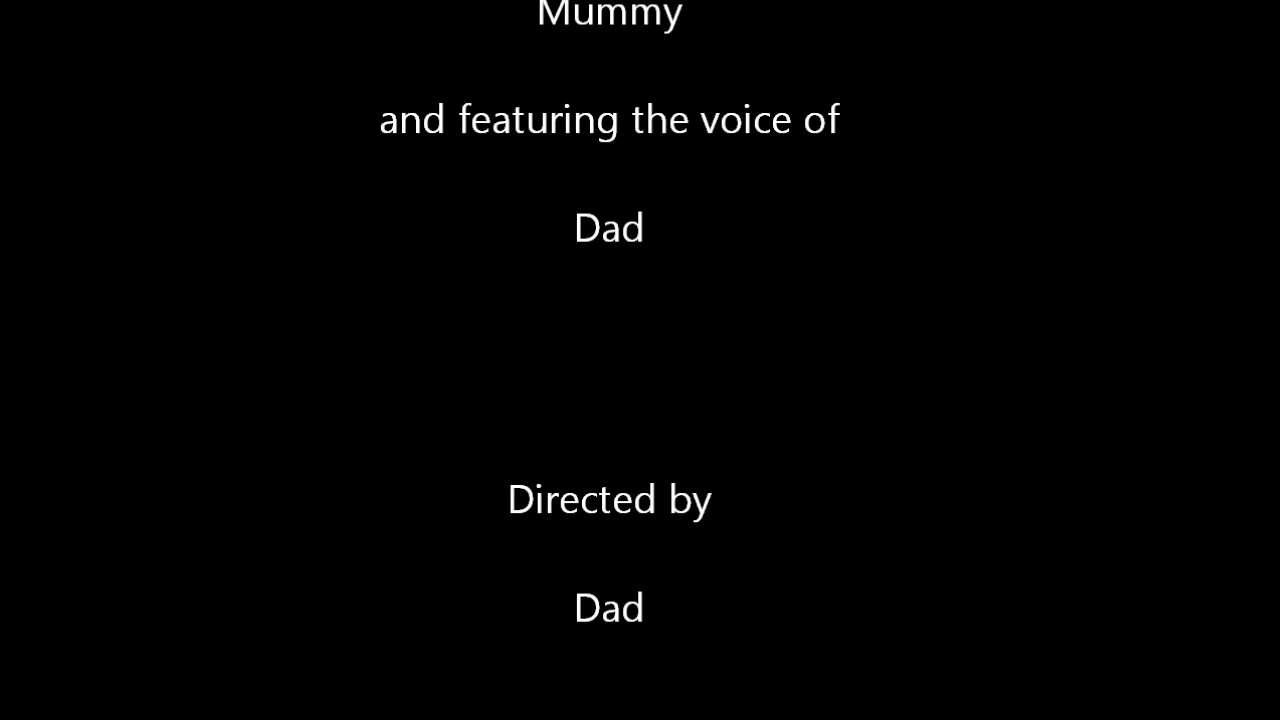 Mummy
and featuring the voice of
Dad
Directed by
Dad